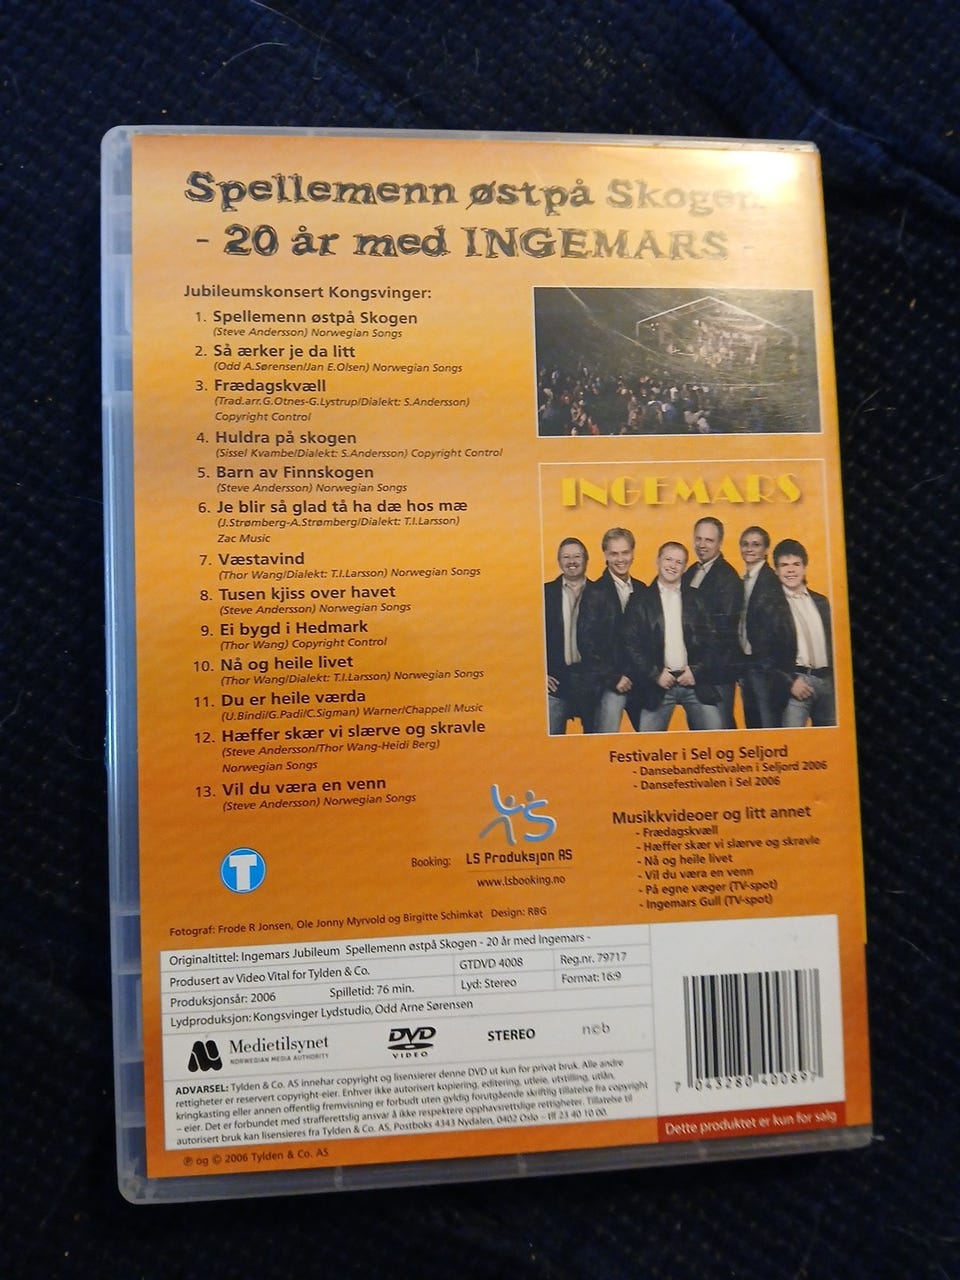 Spellemenn østpå Skogen
- 20 år med INGEMARS -
Jubileumskonsert Kongsvinger:
1. Spellemenn østpå Skogen
(Steve Andersson) Norwegian Songs
2. Så ærker je da litt
(Odd A.Sørensen/Jan E.Olsen) Norwegian Songs
3. Frædagskvæll
(Trad.arr.G.Otnes-G.Lystrup/Dialekt: S.Andersson)
Copyright Control
4. Huldra på skogen
(Sissel Kvambe/Dialekt: S.Andersson) Copyright Control
5. Barn av Finnskogen
(Steve Andersson) Norwegian Songs
6. Je blir så glad tå ha dæ hos mæ
(J.Strømberg-A.Strømberg/Dialekt: T.I.Larsson)
Zac Music
7. Væstavind
(Thor Wang/Dialekt: T.I.Larsson) Norwegian Songs
8. Tusen kjiss over havet
(Steve Andersson) Norwegian Songs
9. Ei bygd i Hedmark
(Thor Wang) Copyright Control
10. Nå og heile livet
(Thor Wang/Dialekt: T.I.Larsson) Norwegian Songs
11. Du er heile værda
(U.Bindi/G.Padi/C.Sigman) Warner/Chappell Music
12. Hæffer skær vi slærve og skravle
(Steve Andersson/Thor Wang-Heidi Berg)
Norwegian Songs
13. Vil du væra en venn
(Steve Andersson) Norwegian Songs
INGEMARS
Festivaler i Sel og Seljord
- Dansebandfestivalen i Seljord 2006
- Dansefestivalen i Sel 2006
Musikkvideoer og litt annet
- Frædagskvæll
- Hæffer skær vi slærve og skravle
- Nå og heile livet
- Vil du væra en venn
- På egne væger (TV-spot)
- Ingemars Gull (TV-spot)
T
LS
Booking: LS Produksjon AS
www.lsbooking.no
Fotograf: Frode R Jonsen, Ole Jonny Myrvold og Birgitte Schimkat Design: RBG
Originaltittel: Ingemars Jubileum Spellemenn østpå Skogen - 20 år med Ingemars -
Produsert av Video Vital for Tylden & Co. GTDVD 4008 Reg.nr. 79717
Produksjonsår: 2006 Spilletid: 76 min. Lyd: Stereo Format: 16:9
Lydproduksjon: Kongsvinger Lydstudio, Odd Arne Sørensen
Medietilsynet
NORWEGIAN MEDIA AUTHORITY
DVD
VIDEO
STEREO
n©b
ADVARSEL: Tylden & Co. AS innehar copyright og lisensierer denne DVD ut kun for privat bruk. Alle andre
rettigheter er reservert copyright-eier. Enhver ikke autorisert kopiering, editering, utleie, utstilling, utlån,
kringkasting eller annen offentlig fremvisning er forbudt uten gyldig forutgående skriftlig tillatelse fra copyright
– eier. Det er forbundet med strafferettslig ansvar å ikke respektere opphavsrettslige rettigheter. Tillatelse til
autorisert bruk kan lisensieres fra Tylden & Co. AS, Postboks 4343 Nydalen, 0402 Oslo – tlf 23 40 10 00.
7 043280 400897
Dette produktet er kun for salg
℗ og © 2006 Tylden & Co. AS